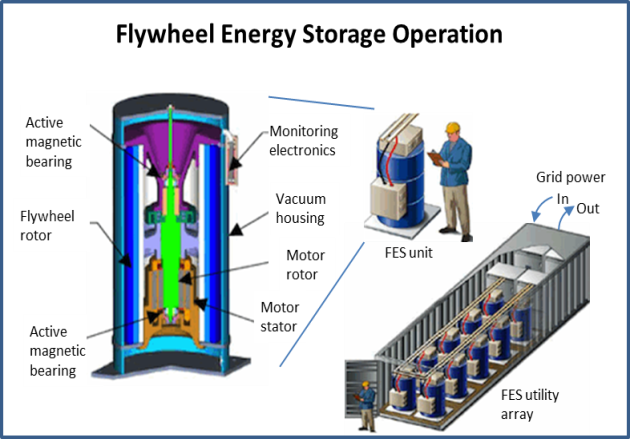 Flywheel Energy Storage Operation
Active
magnetic
bearing
Monitoring
electronics
Flywheel
rotor
Vacuum
housing
Motor
rotor
Active
magnetic
bearing
Motor
stator
FES unit
Grid power
In
Out
FES utility
array